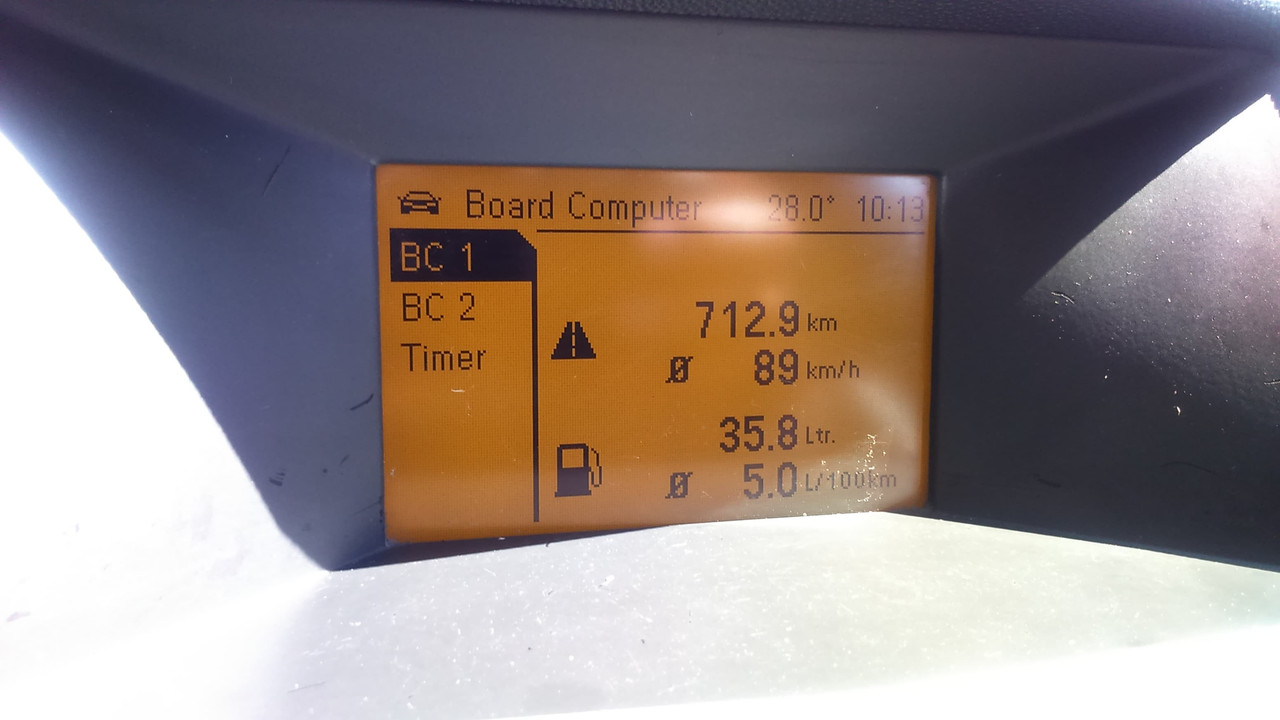 Board Computer 28.0° 10:13
BC 1
BC 2
Timer
712.9 km
Ø 89 km/h
35.8 Ltr.
Ø 5.0 L/100km